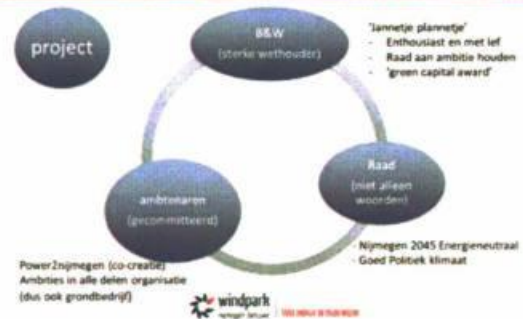 project
B&W
(sterke wethouder)
'Jannetje plannetje'
- Enthousiast en met lef
- Raad aan ambitie houden
- 'green capital award'
Raad
(niet alleen
woorden)
ambtenaren
(gecommitteerd)
- Nijmegen 2045 Energieneutraal
- Goed Politiek klimaat
Power2nijmegen (co-creatie)
Ambities in alle delen organisatie
(dus ook grondbedrijf)
windpark
nijmegen betuwe